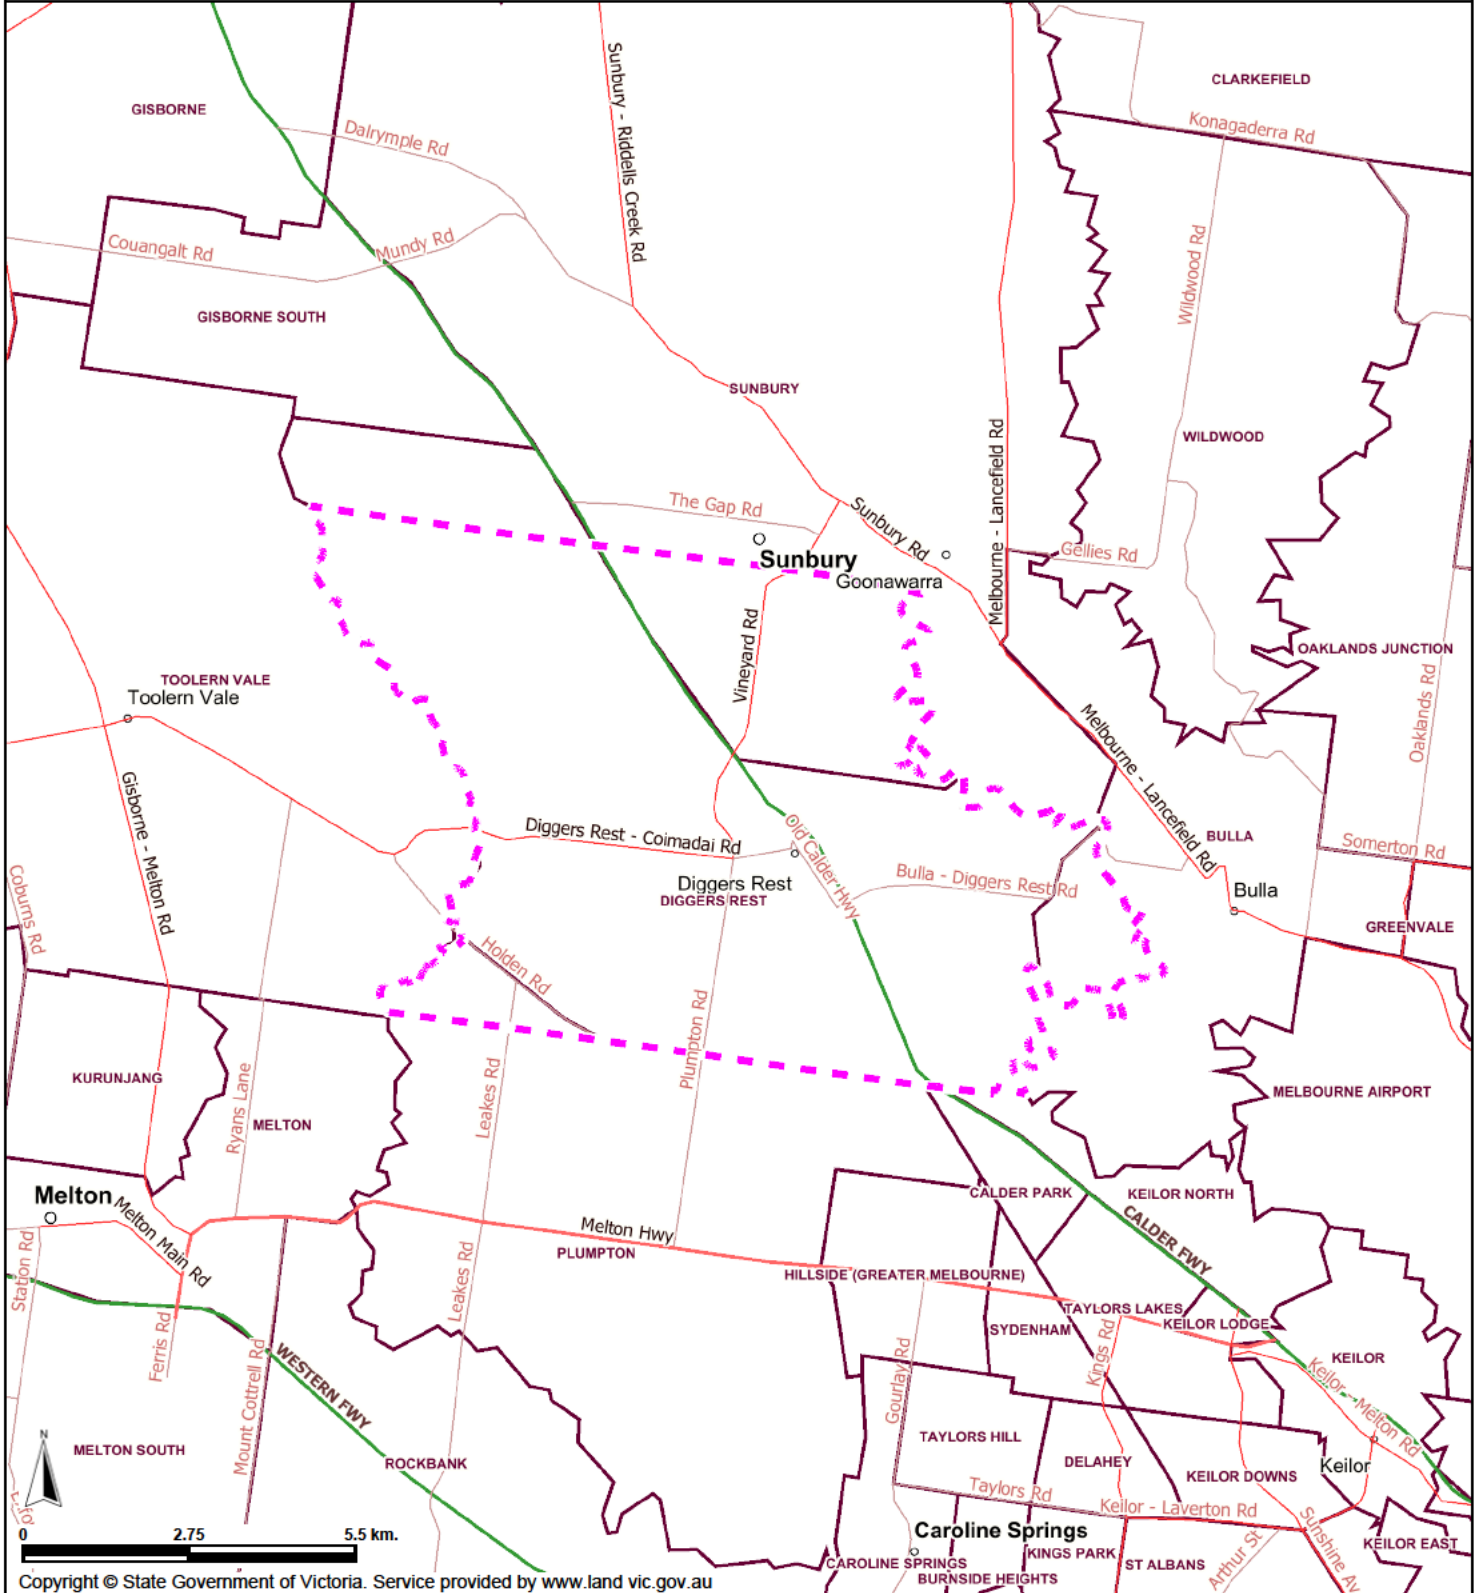 CLARKEFIELD
GISBORNE
Sunbury - Riddells Creek Rd
Dalrymple Rd
Konagaderra Rd
Couangalt Rd
Mundy Rd
Wildwood Rd
GISBORNE SOUTH
SUNBURY
WILDWOOD
Melbourne - Lancefield Rd
The Gap Rd
Sunbury Rd
Sunbury
Gellies Rd
Goonawarra
Vineyard Rd
OAKLANDS JUNCTION
TOOLERN VALE
Toolern Vale
Oaklands Rd
Melbourne - Lancefield Rd
Gisborne - Melton Rd
Diggers Rest - Coimadai Rd
Old Calder Hwy
BULLA
Somerton Rd
Coburns Rd
Diggers Rest
DIGGERS REST
Bulla - Diggers Rest Rd
Bulla
GREENVALE
Holden Rd
Plumpton Rd
KURUNJANG
Ryans Lane
MELTON
Leakes Rd
MELBOURNE AIRPORT
Melton
Melton Main Rd
CALDER PARK
KEILOR NORTH
Melton Hwy
PLUMPTON
CALDER FWY
Station Rd
Leakes Rd
HILLSIDE (GREATER MELBOURNE)
TAYLORS LAKES
KEILOR LODGE
SYDENHAM
Ferris Rd
Mount Cottrell Rd
WESTERN FWY
Gourlay Rd
Kings Rd
KEILOR
Keilor - Melton Rd
MELTON SOUTH
ROCKBANK
TAYLORS HILL
DELAHEY
KEILOR DOWNS
Keilor
N
Taylors Rd
Keilor - Laverton Rd
Sunshine Av
Arthur St
KEILOR EAST
Caroline Springs
CAROLINE SPRINGS
KINGS PARK
ST ALBANS
BURNSIDE HEIGHTS
0 2.75 5.5 km.
Copyright © State Government of Victoria. Service provided by www.land vic.gov.au